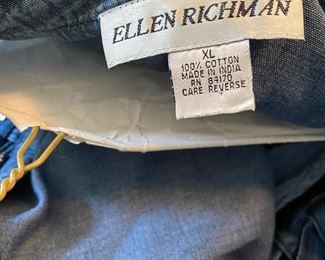 ELLEN RICHMAN
XL
100% COTTON
MADE IN INDIA
RN 84170
CARE REVERSE